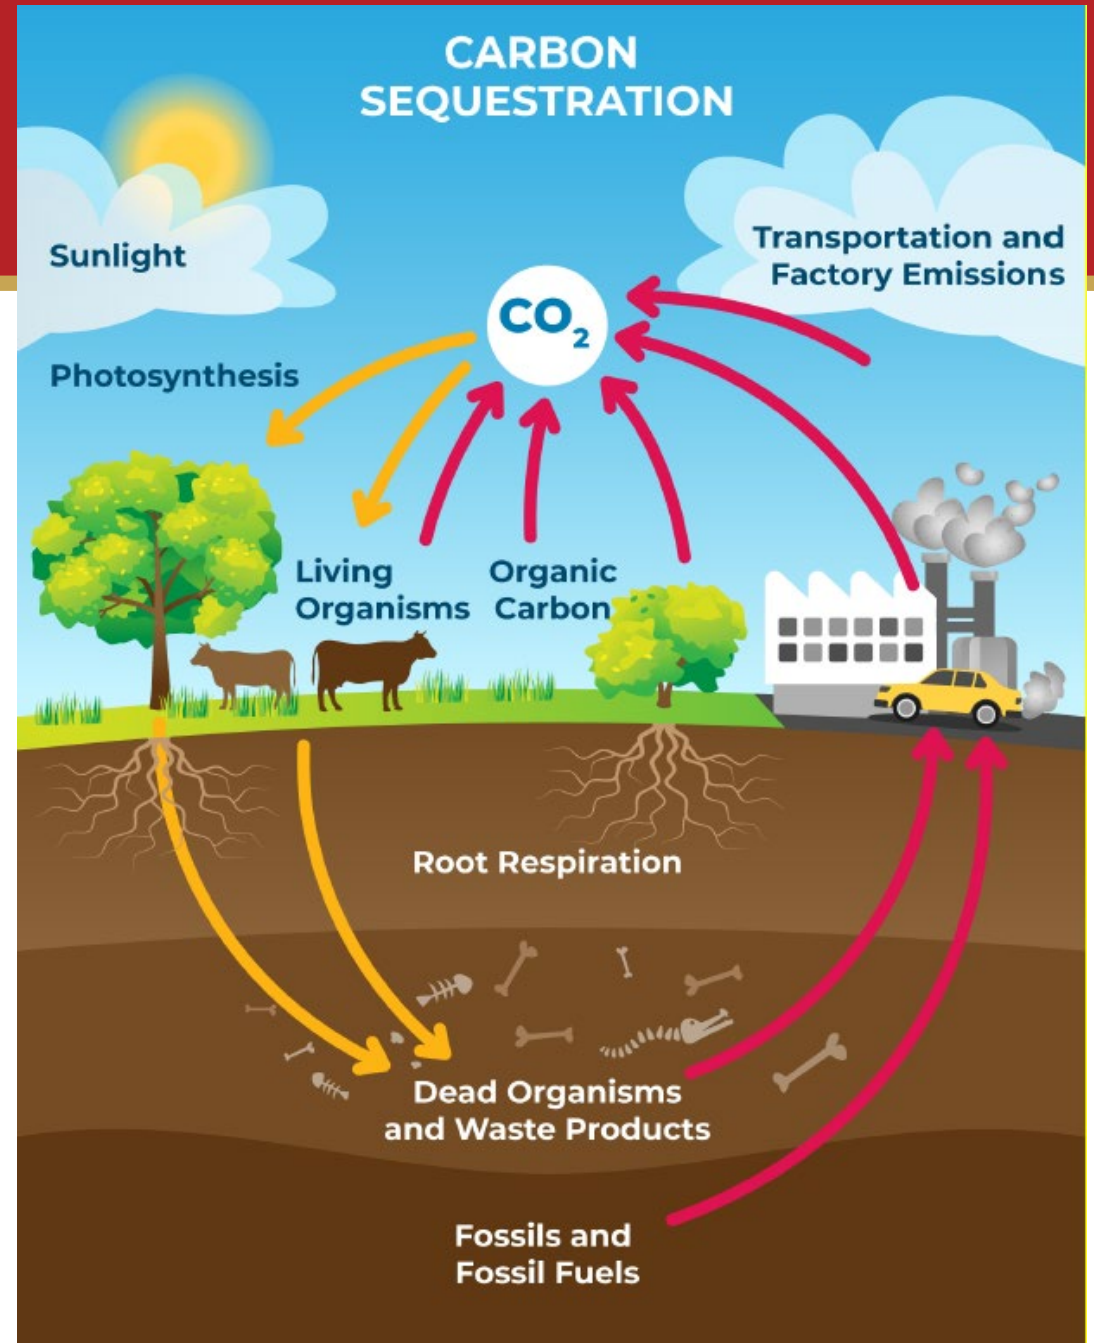 CARBON
SEQUESTRATION
Sunlight
Transportation and
Factory Emissions
CO₂
Photosynthesis
Living
Organisms
Organic
Carbon
Root Respiration
Dead Organisms
and Waste Products
Fossils and
Fossil Fuels